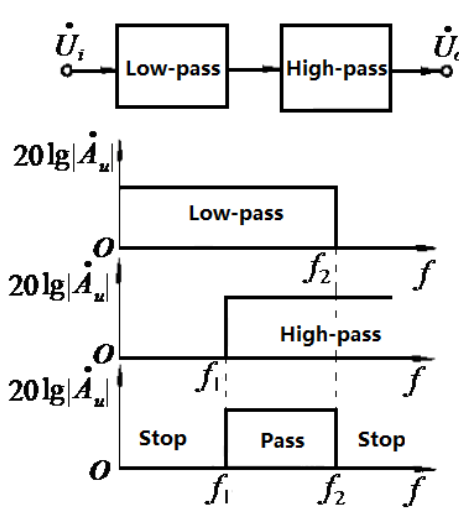 U̇i Low-pass High-pass U̇o
20lg|Ȧu|
Low-pass
O f2 f
20lg|Ȧu|
High-pass
O f1 f
20lg|Ȧu|
Stop Pass Stop
O f1 f2 f